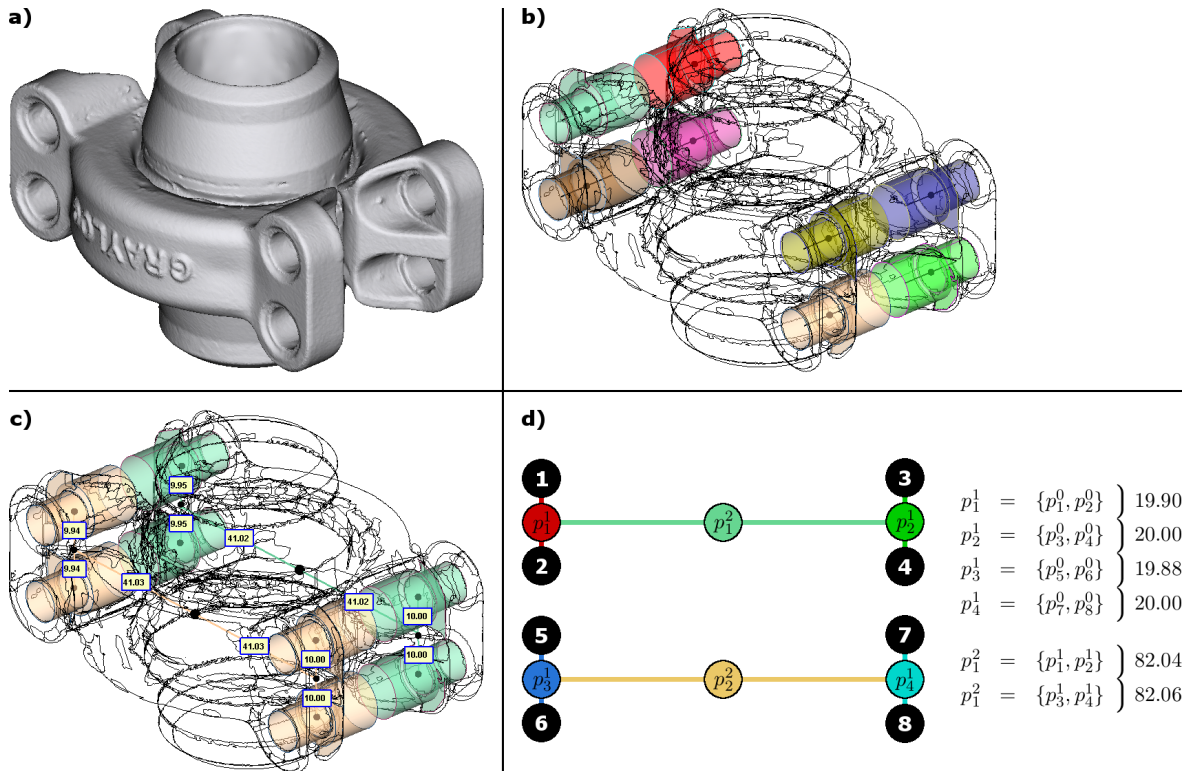 a)
GRAYLO
b)
c)
9.95
9.94
9.95
41.02
9.94
41.03
41.02
10.00
41.03
10.00
10.00
10.00
d)
1
3
p₁¹
p₁²
p₂¹
2
4
5
7
p₃¹
p₂²
p₄¹
6
8
p₁¹ = {p₁⁰, p₂⁰} } 19.90
p₂¹ = {p₃⁰, p₄⁰} 20.00
p₃¹ = {p₅⁰, p₆⁰} 19.88
p₄¹ = {p₇⁰, p₈⁰} 20.00
p₁² = {p₁¹, p₂¹} } 82.04
p₁² = {p₃¹, p₄¹} 82.06